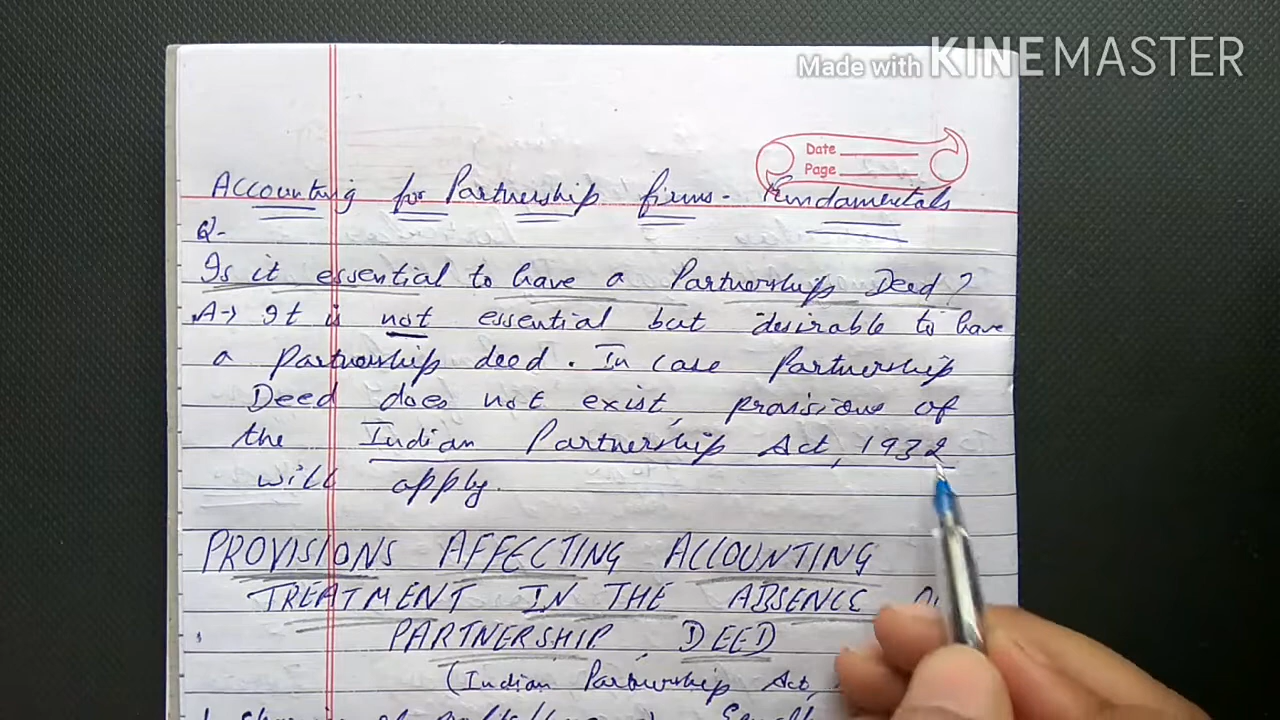 Made with KINEMASTER
Date
Page
Accounting for Partnership firms - Fundamentals
Q-
Is it essential to have a Partnership Deed?
A→ It is not essential but desirable to have
a partnership deed. In case Partnership
Deed does not exist, provisions of
the Indian Partnership Act, 1932
will apply.
PROVISIONS AFFECTING ACCOUNTING
TREATMENT IN THE ABSENCE
PARTNERSHIP DEED
(Indian Partnership Act,